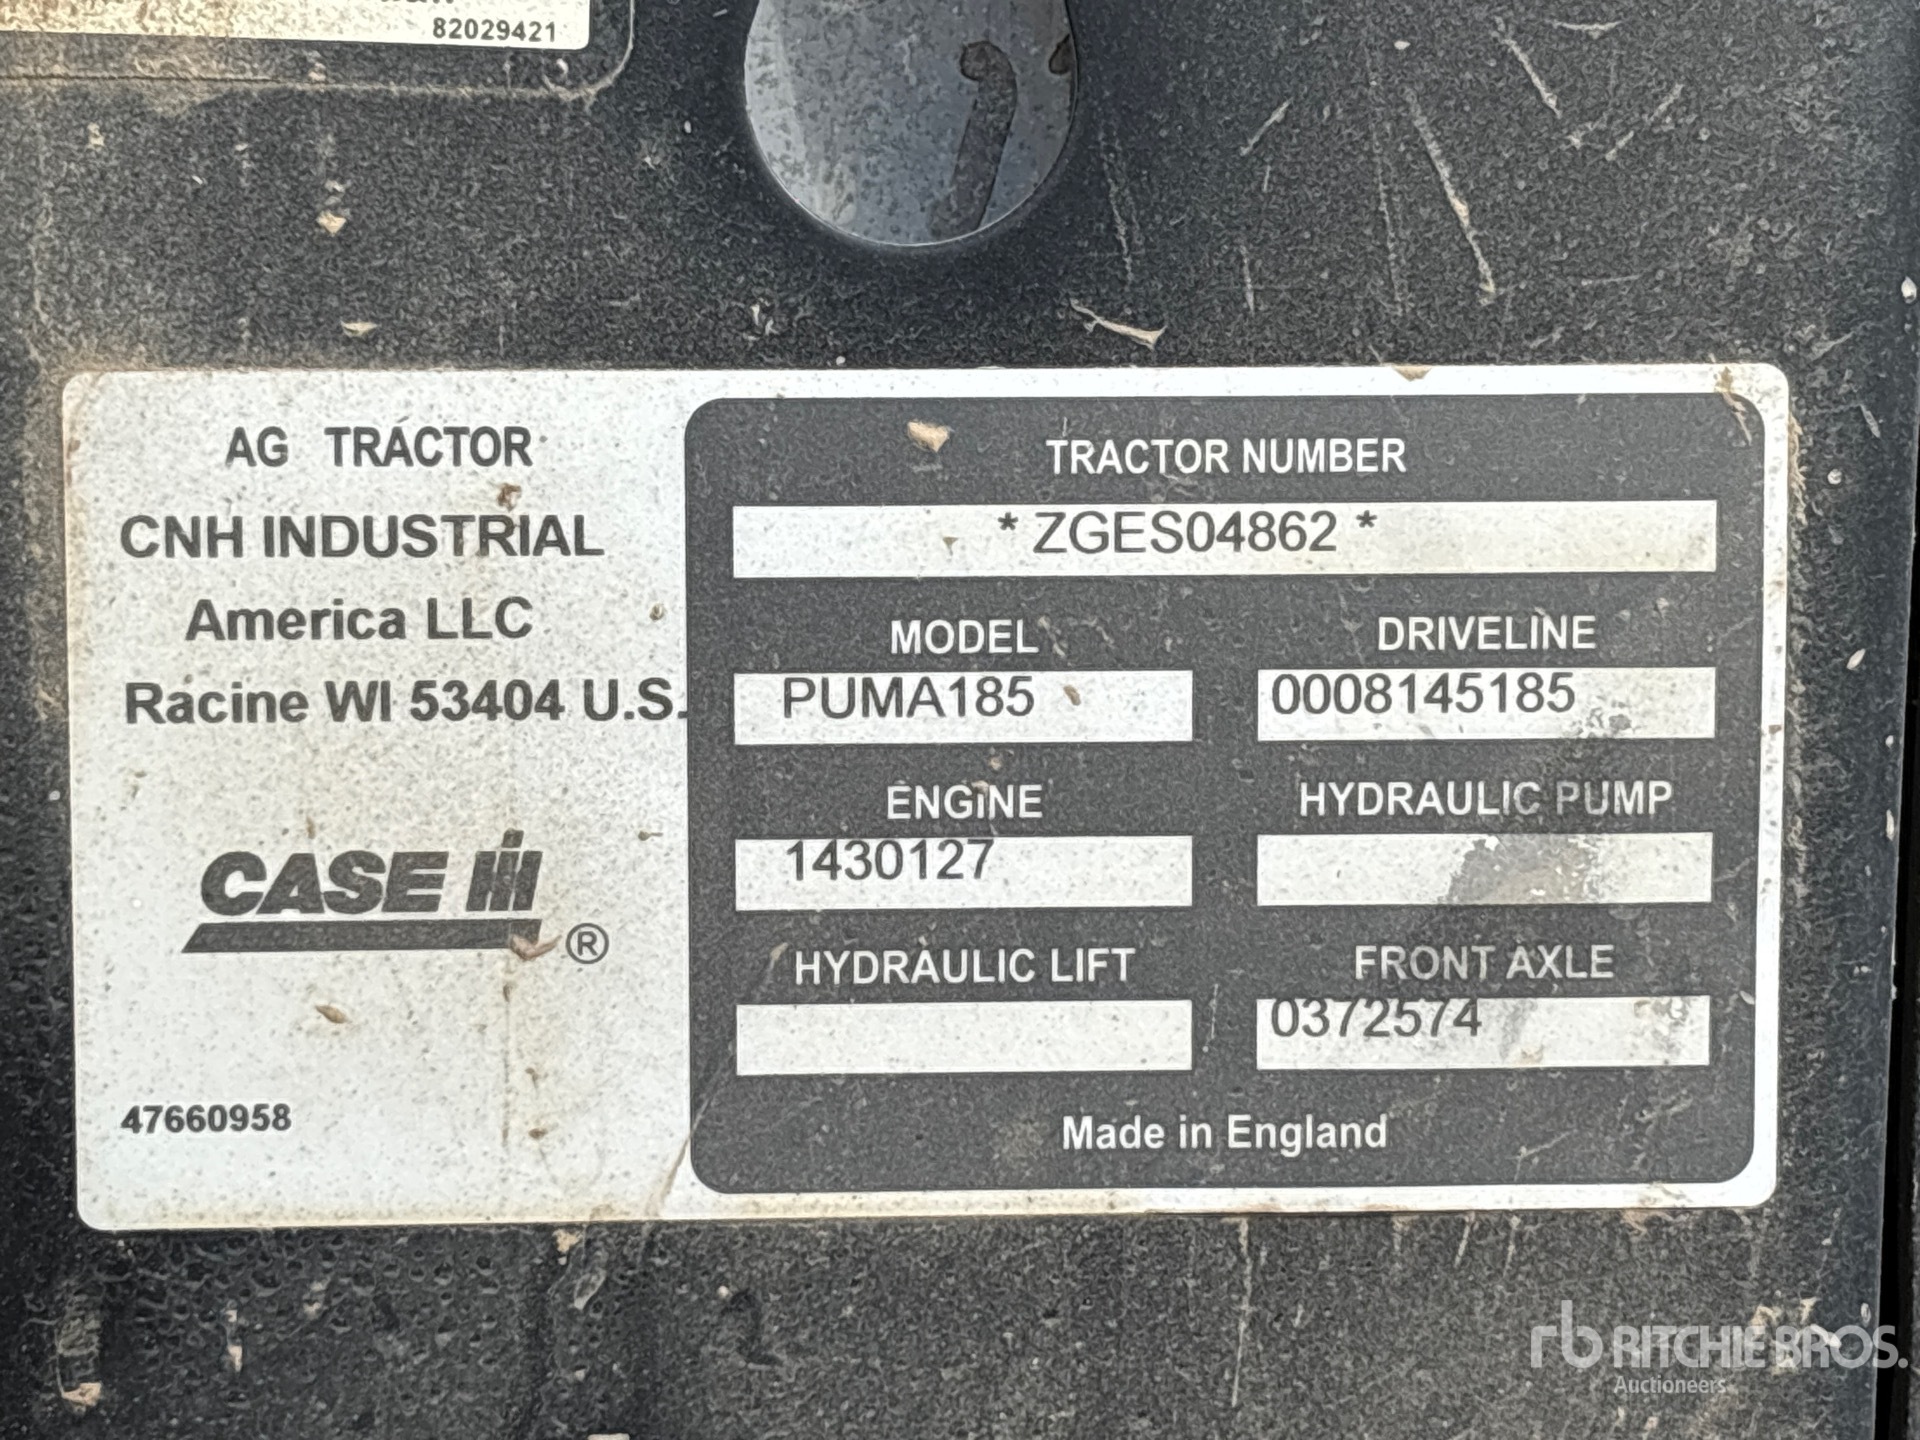 82029421
AG TRACTOR
CNH INDUSTRIAL
America LLC
Racine WI 53404 U.S.
CASE IH
®
47660958
TRACTOR NUMBER
* ZGES04862 *
MODEL
DRIVELINE
PUMA185
0008145185
ENGINE
HYDRAULIC PUMP
1430127
HYDRAULIC LIFT
FRONT AXLE
0372574
Made in England
rb RITCHIE BROS.
Auctioneers